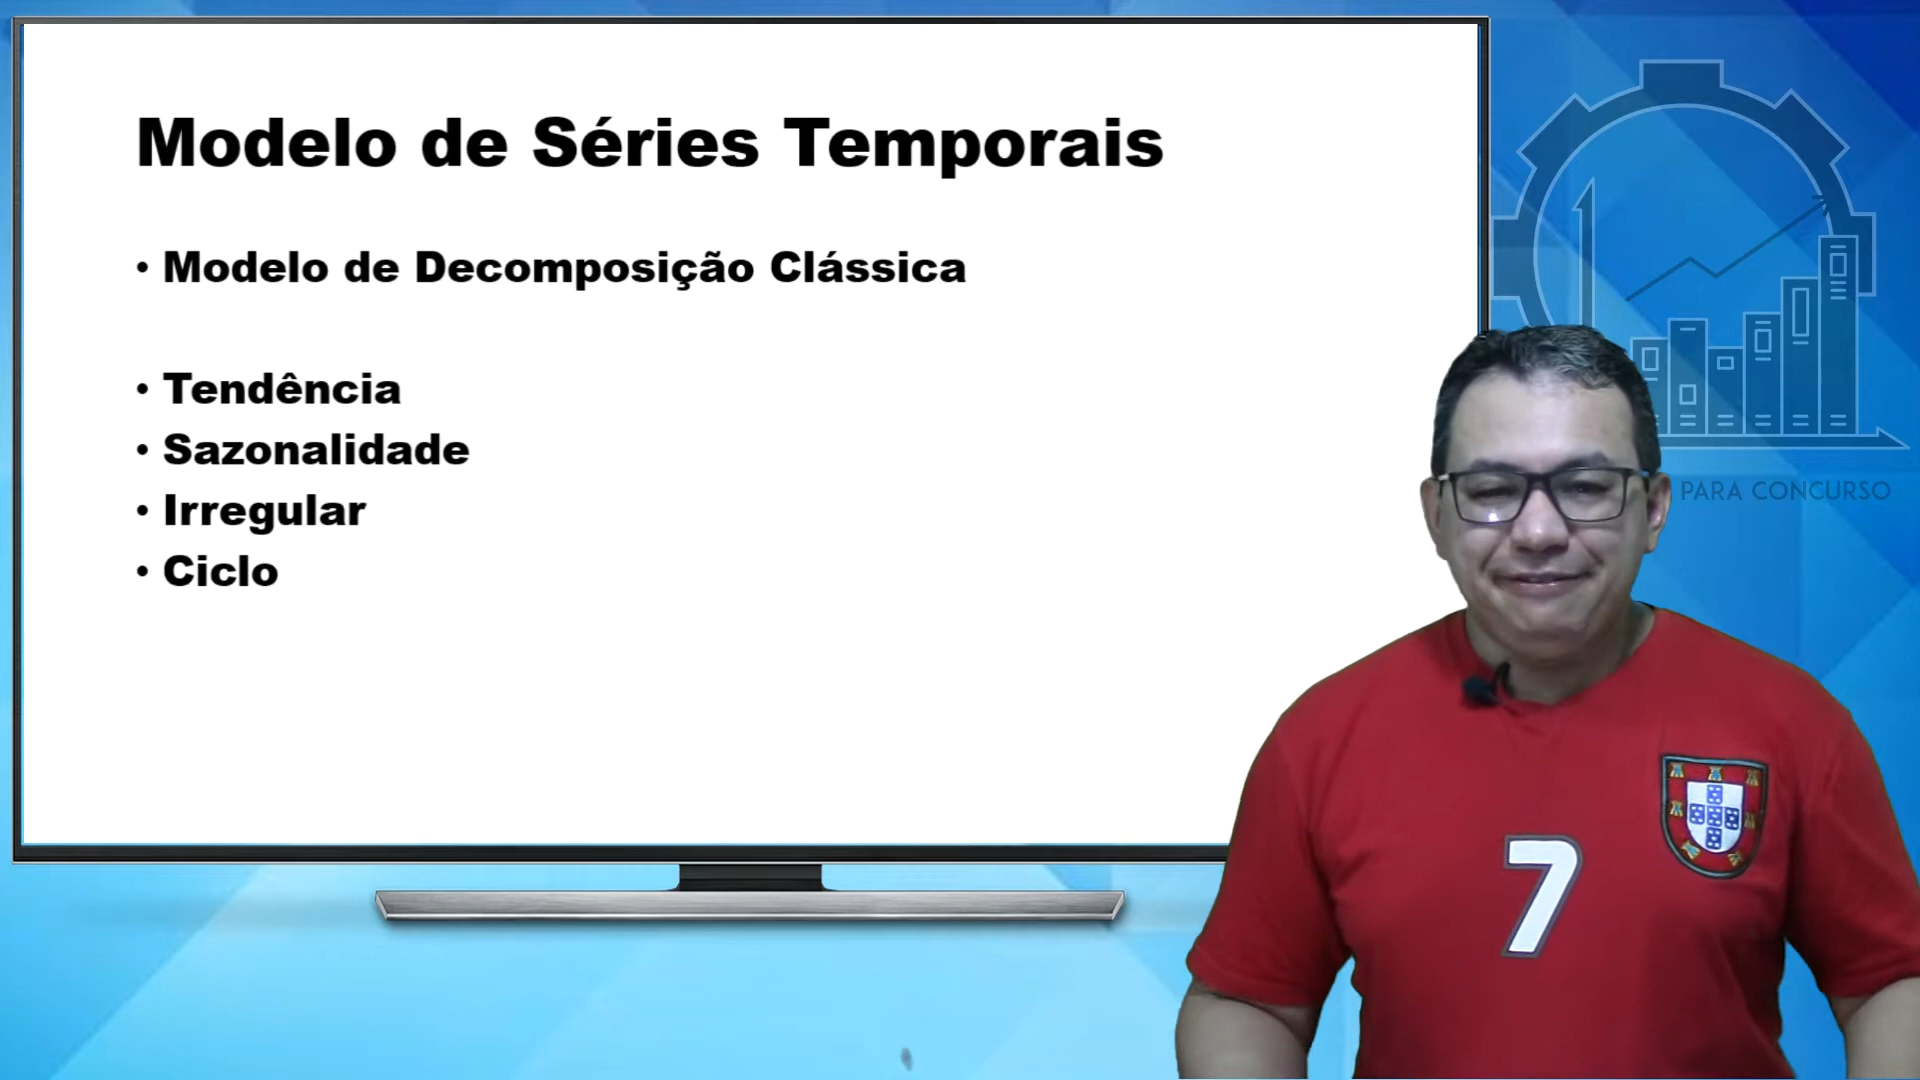 Modelo de Séries Temporais
• Modelo de Decomposição Clássica
• Tendência
• Sazonalidade
• Irregular
• Ciclo
PARA CONCURSO
7